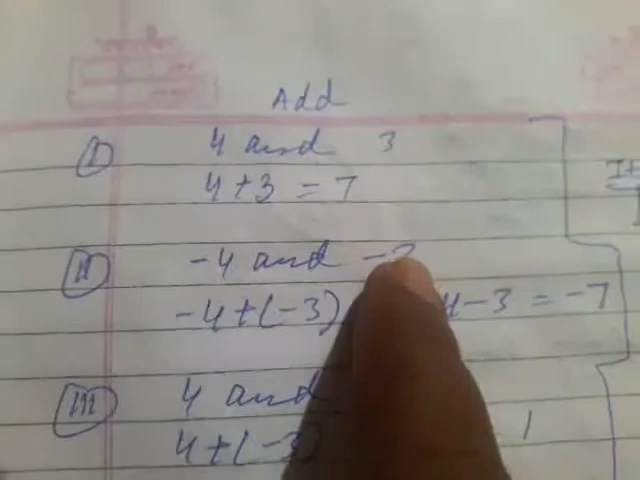 Add
I 4 and 3
4+3 = 7
II -4 and -3
-4+(-3) 4-3 = -7
III 4 and
4+(-3) 1